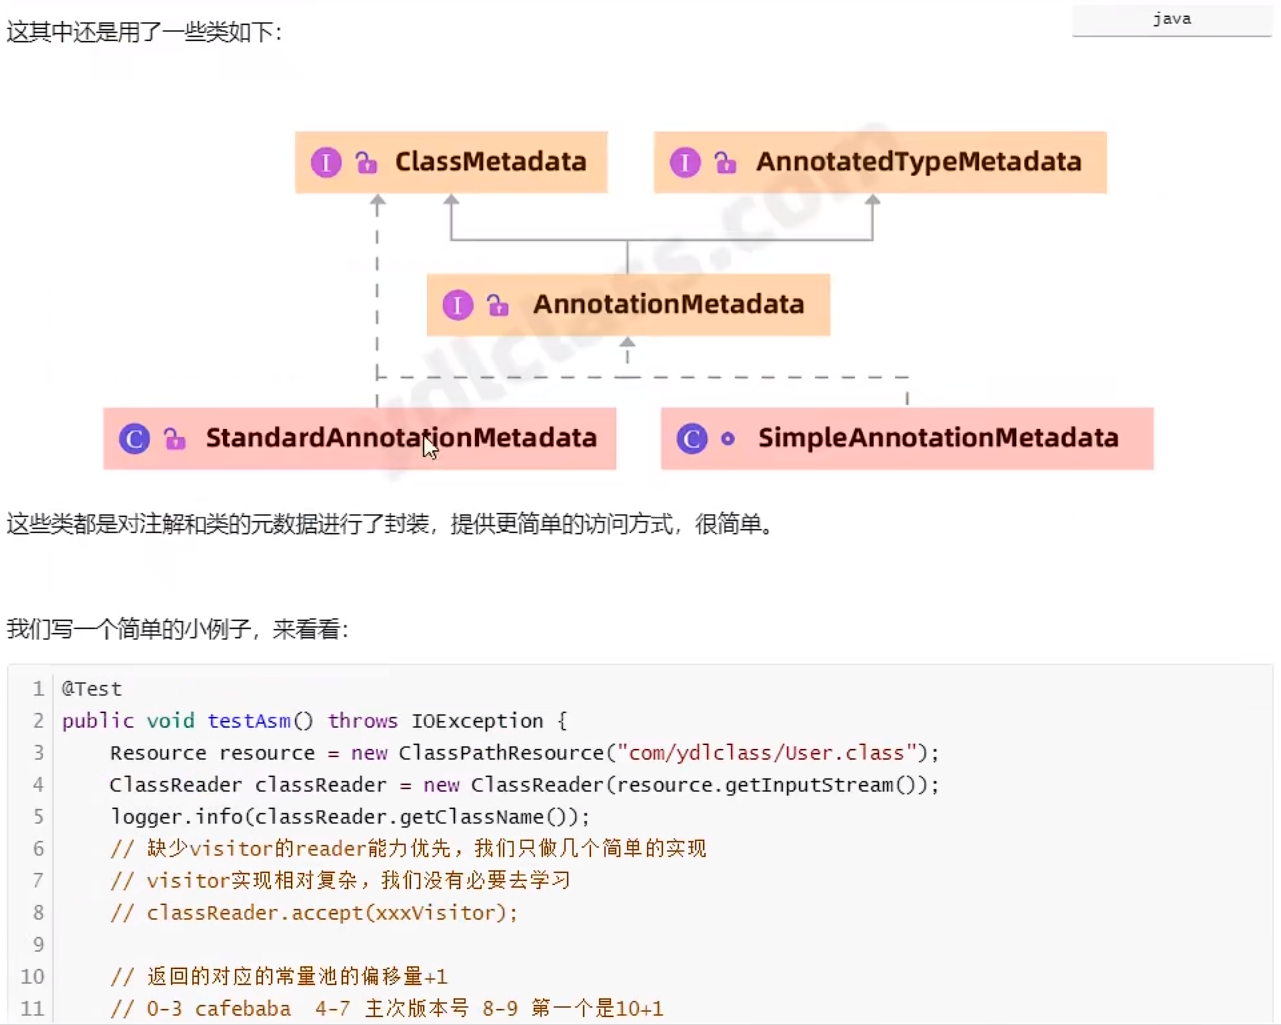 这其中还是用了一些类如下：
java
I ClassMetadata
I AnnotatedTypeMetadata
I AnnotationMetadata
C StandardAnnotationMetadata
C SimpleAnnotationMetadata
ydlclass.com
这些类都是对注解和类的元数据进行了封装，提供更简单的访问方式，很简单。
我们写一个简单的小例子，来看看：
1 @Test
2 public void testAsm() throws IOException {
3 Resource resource = new ClassPathResource("com/ydlclass/User.class");
4 ClassReader classReader = new ClassReader(resource.getInputStream());
5 logger.info(classReader.getClassName());
6 // 缺少visitor的reader能力优先，我们只做几个简单的实现
7 // visitor实现相对复杂，我们没有必要去学习
8 // classReader.accept(xxxVisitor);
9
10 // 返回的对应的常量池的偏移量+1
11 // 0-3 cafebaba 4-7 主次版本号 8-9 第一个是10+1